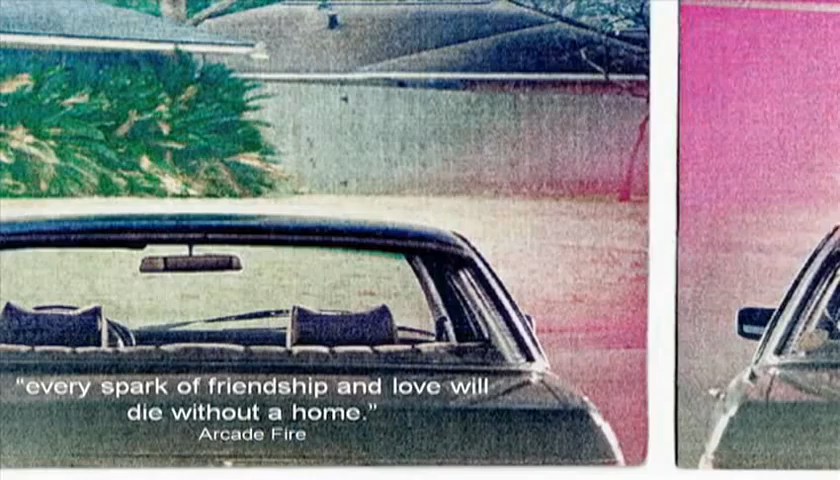 “every spark of friendship and love will
die without a home.”
Arcade Fire